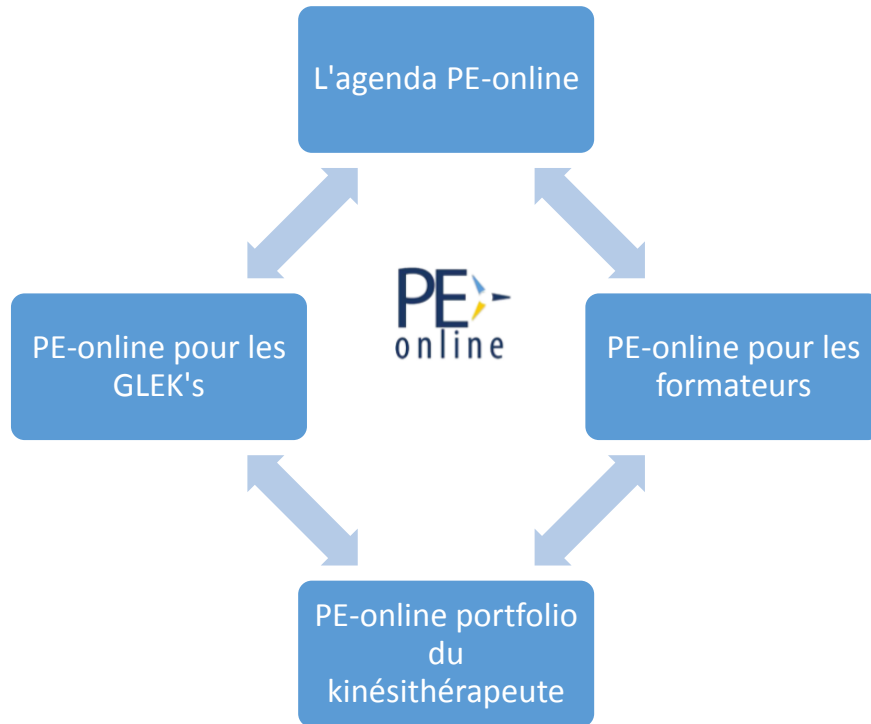 L'agenda PE-online
PE-online pour les
GLEK's
PE
online
PE-online pour les
formateurs
PE-online portfolio
du
kinésithérapeute